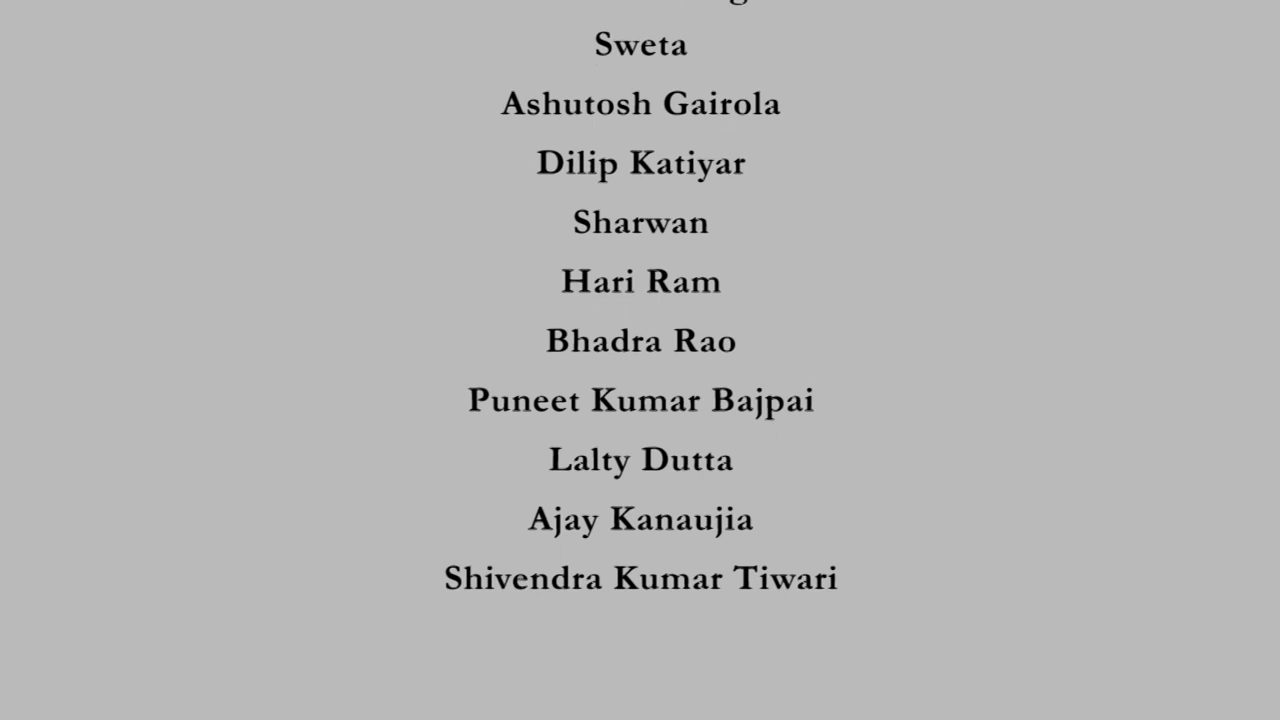 Sweta
Ashutosh Gairola
Dilip Katiyar
Sharwan
Hari Ram
Bhadra Rao
Puneet Kumar Bajpai
Lalty Dutta
Ajay Kanaujia
Shivendra Kumar Tiwari